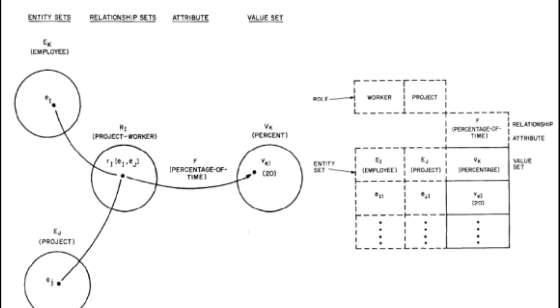 ENTITY SETS RELATIONSHIP SETS ATTRIBUTE VALUE SET
E_K
(EMPLOYEE)
e_i
R_I
(PROJECT-WORKER)
r_I [e_I, e_J]
F
(PERCENTAGE-OF-
TIME)
V_K
(PERCENT)
v_KI
(20)
E_J
(PROJECT)
e_j
ROLE
WORKER PROJECT
F
(PERCENTAGE-
OF-TIME)
RELATIONSHIP
ATTRIBUTE
ENTITY
SET
E_I
(EMPLOYEE)
E_J
(PROJECT)
V_K
(PERCENTAGE)
VALUE
SET
e_I1 e_J1 v_KI
(20)